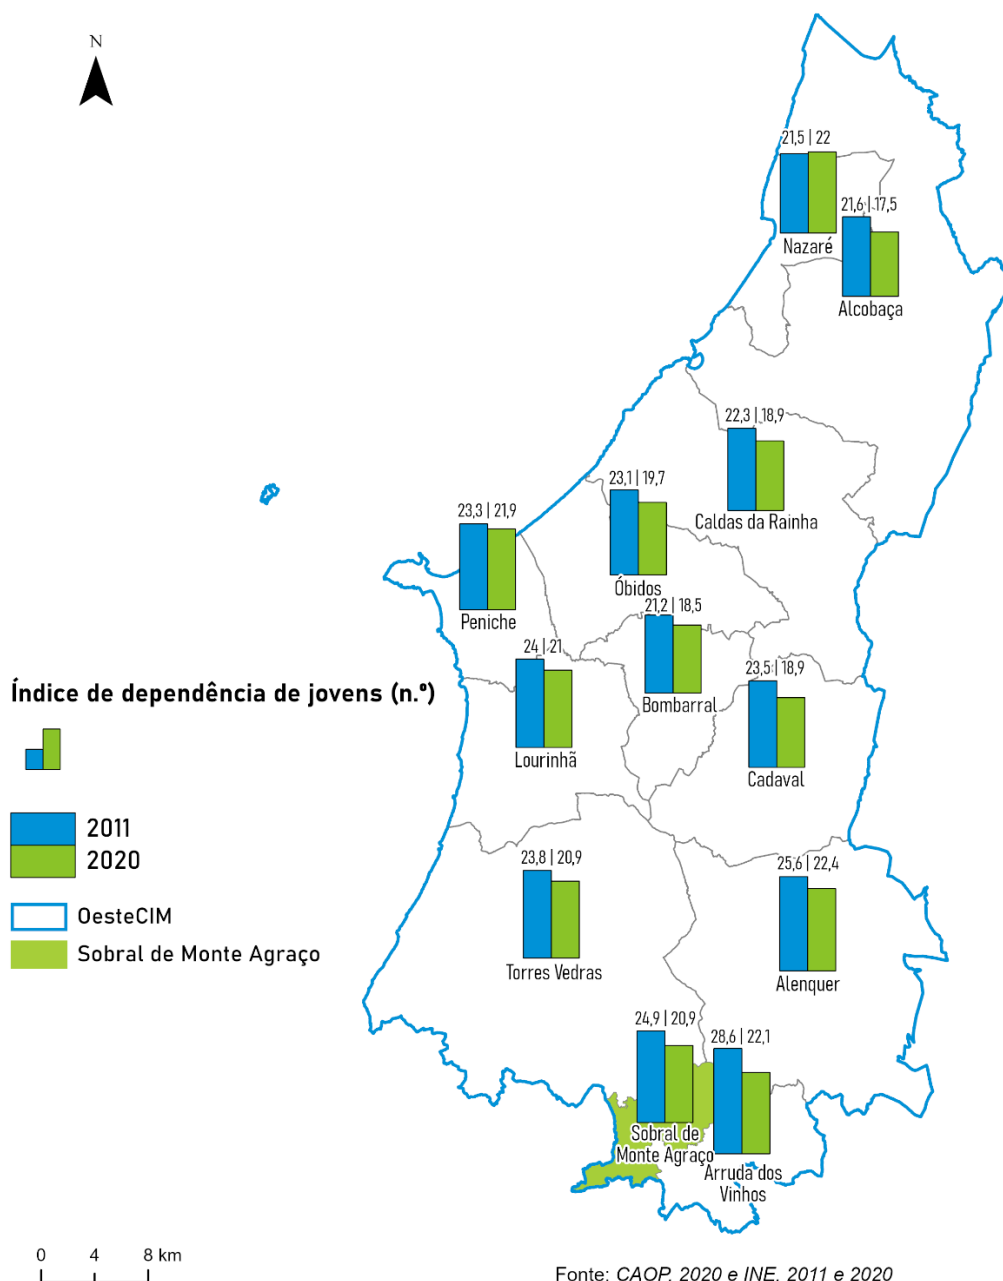 N
21,5 | 22
Nazaré
21,6 | 17,5
Alcobaça
22,3 | 18,9
Caldas da Rainha
23,1 | 19,7
Óbidos
23,3 | 21,9
Peniche
21,2 | 18,5
Bombarral
24 | 21
Lourinhã
23,5 | 18,9
Cadaval
Índice de dependência de jovens (n.º)
2011
2020
OesteCIM
Sobral de Monte Agraço
23,8 | 20,9
Torres Vedras
25,6 | 22,4
Alenquer
24,9 | 20,9
Sobral de
Monte Agraço
28,6 | 22,1
Arruda dos
Vinhos
0 4 8 km
Fonte: CAOP, 2020 e INE, 2011 e 2020